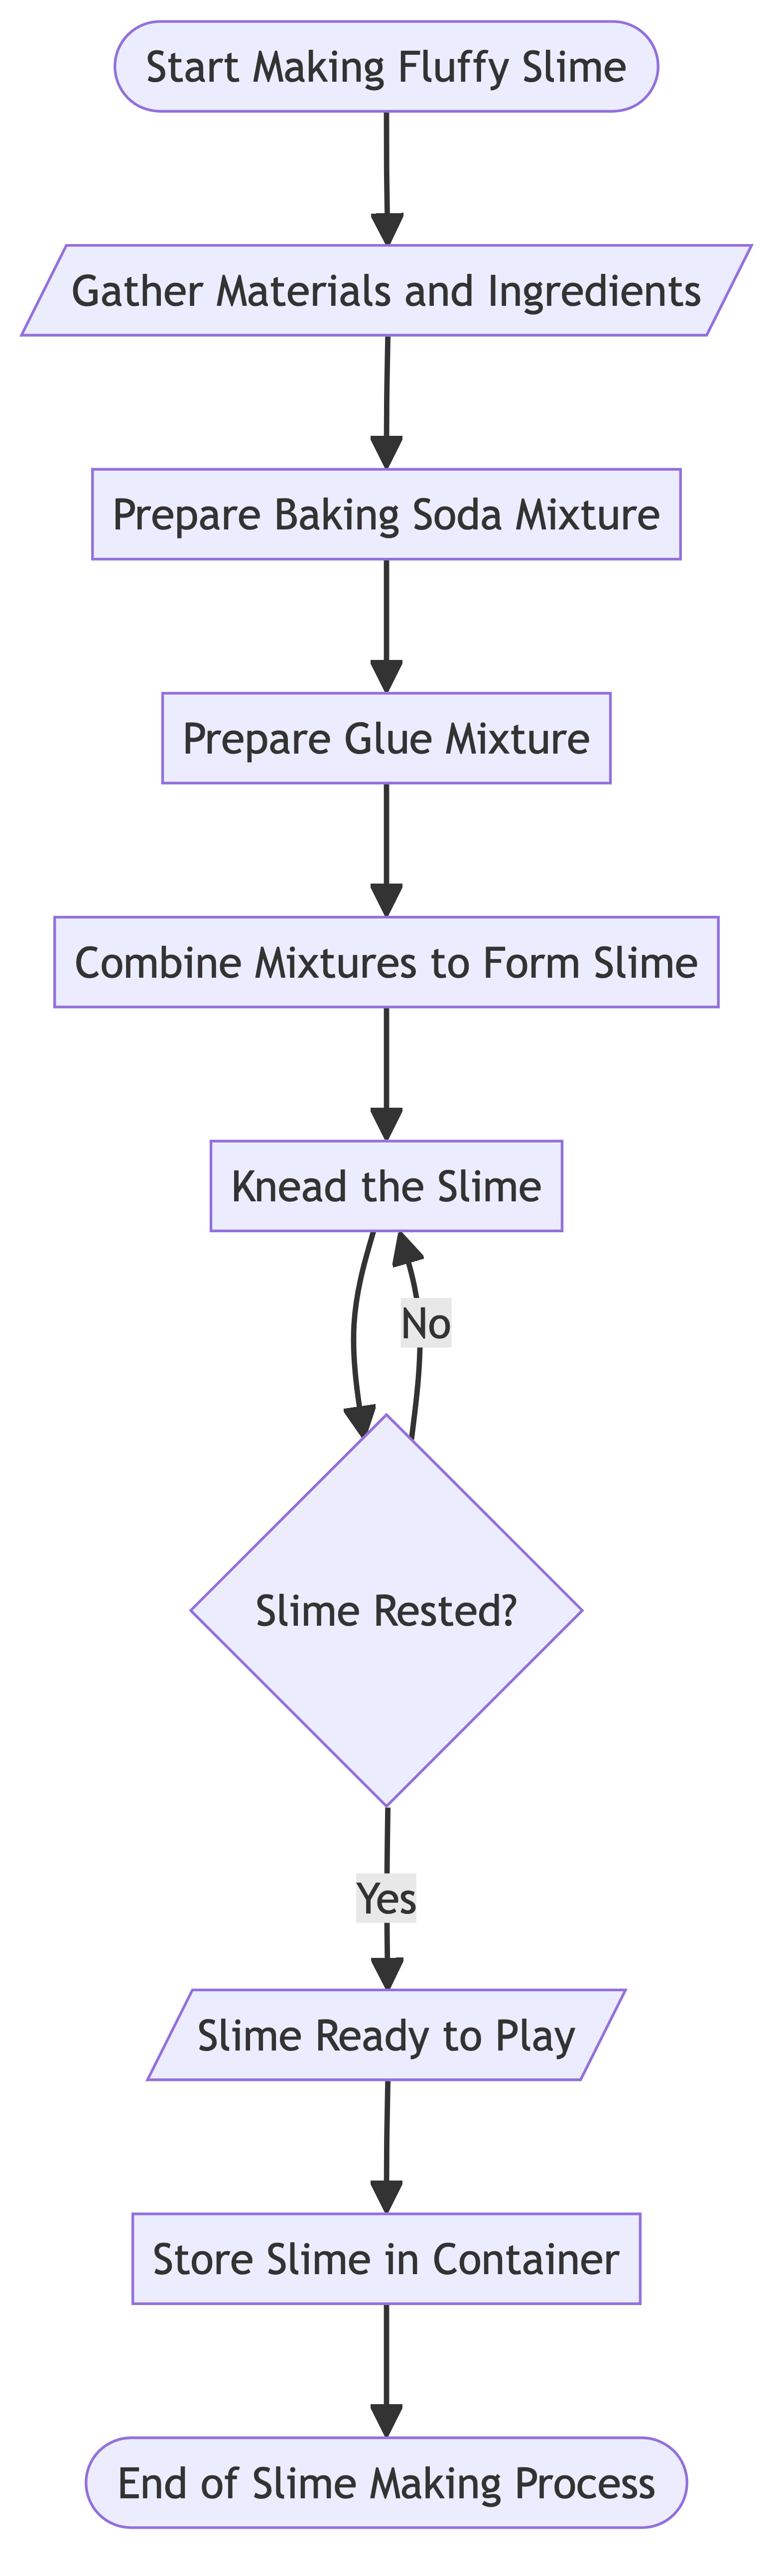 Start Making Fluffy Slime
Gather Materials and Ingredients
Prepare Baking Soda Mixture
Prepare Glue Mixture
Combine Mixtures to Form Slime
Knead the Slime
No
Slime Rested?
Yes
Slime Ready to Play
Store Slime in Container
End of Slime Making Process